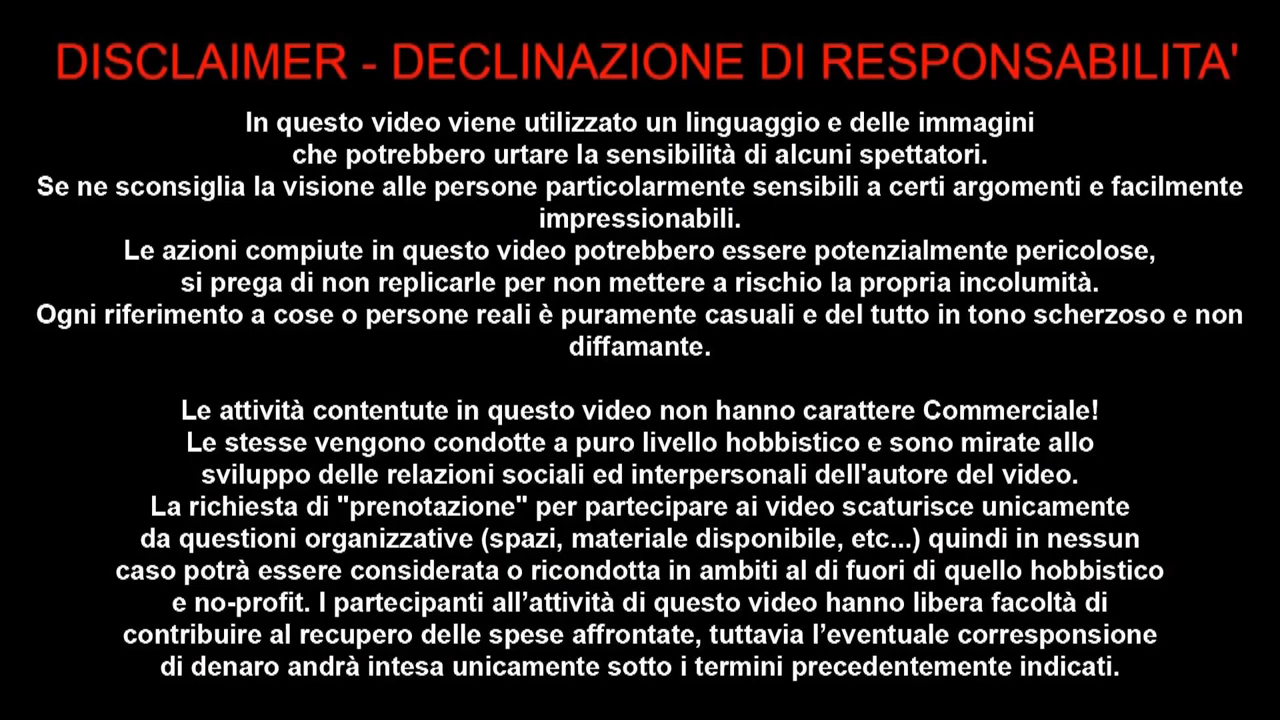 DISCLAIMER - DECLINAZIONE DI RESPONSABILITA'
In questo video viene utilizzato un linguaggio e delle immagini
che potrebbero urtare la sensibilità di alcuni spettatori.
Se ne sconsiglia la visione alle persone particolarmente sensibili a certi argomenti e facilmente
impressionabili.
Le azioni compiute in questo video potrebbero essere potenzialmente pericolose,
si prega di non replicarle per non mettere a rischio la propria incolumità.
Ogni riferimento a cose o persone reali è puramente casuali e del tutto in tono scherzoso e non
diffamante.
Le attività contentute in questo video non hanno carattere Commerciale!
Le stesse vengono condotte a puro livello hobbistico e sono mirate allo
sviluppo delle relazioni sociali ed interpersonali dell'autore del video.
La richiesta di "prenotazione" per partecipare ai video scaturisce unicamente
da questioni organizzative (spazi, materiale disponibile, etc...) quindi in nessun
caso potrà essere considerata o ricondotta in ambiti al di fuori di quello hobbistico
e no-profit. I partecipanti all’attività di questo video hanno libera facoltà di
contribuire al recupero delle spese affrontate, tuttavia l’eventuale corresponsione
di denaro andrà intesa unicamente sotto i termini precedentemente indicati.